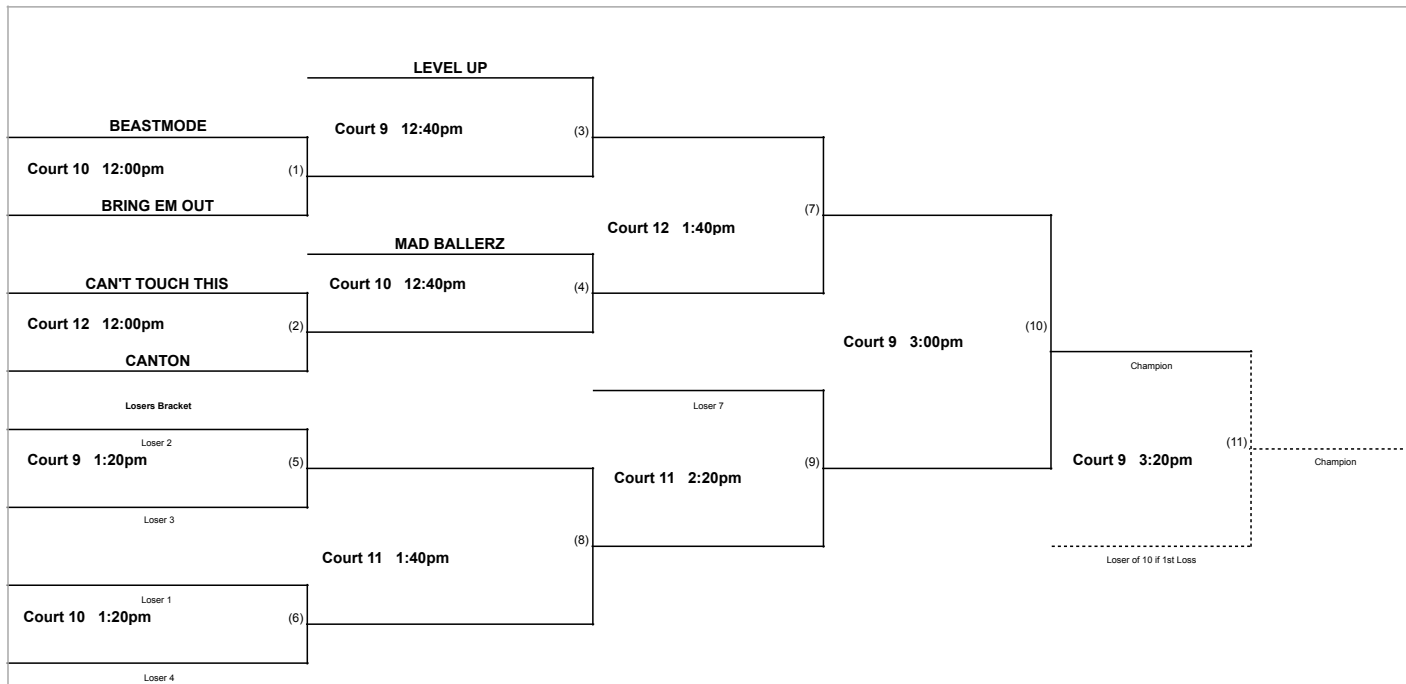 LEVEL UP
BEASTMODE
Court 9 12:40pm
(3)
Court 10 12:00pm
(1)
BRING EM OUT
(7)
Court 12 1:40pm
MAD BALLERZ
CAN'T TOUCH THIS
Court 10 12:40pm
(4)
Court 12 12:00pm
(2)
(10)
Court 9 3:00pm
CANTON
Champion
Losers Bracket
Loser 7
Loser 2
Court 9 1:20pm
(5)
(9)
Court 9 3:20pm
(11)
Champion
Court 11 2:20pm
Loser 3
(8)
Court 11 1:40pm
Loser of 10 if 1st Loss
Loser 1
Court 10 1:20pm
(6)
Loser 4